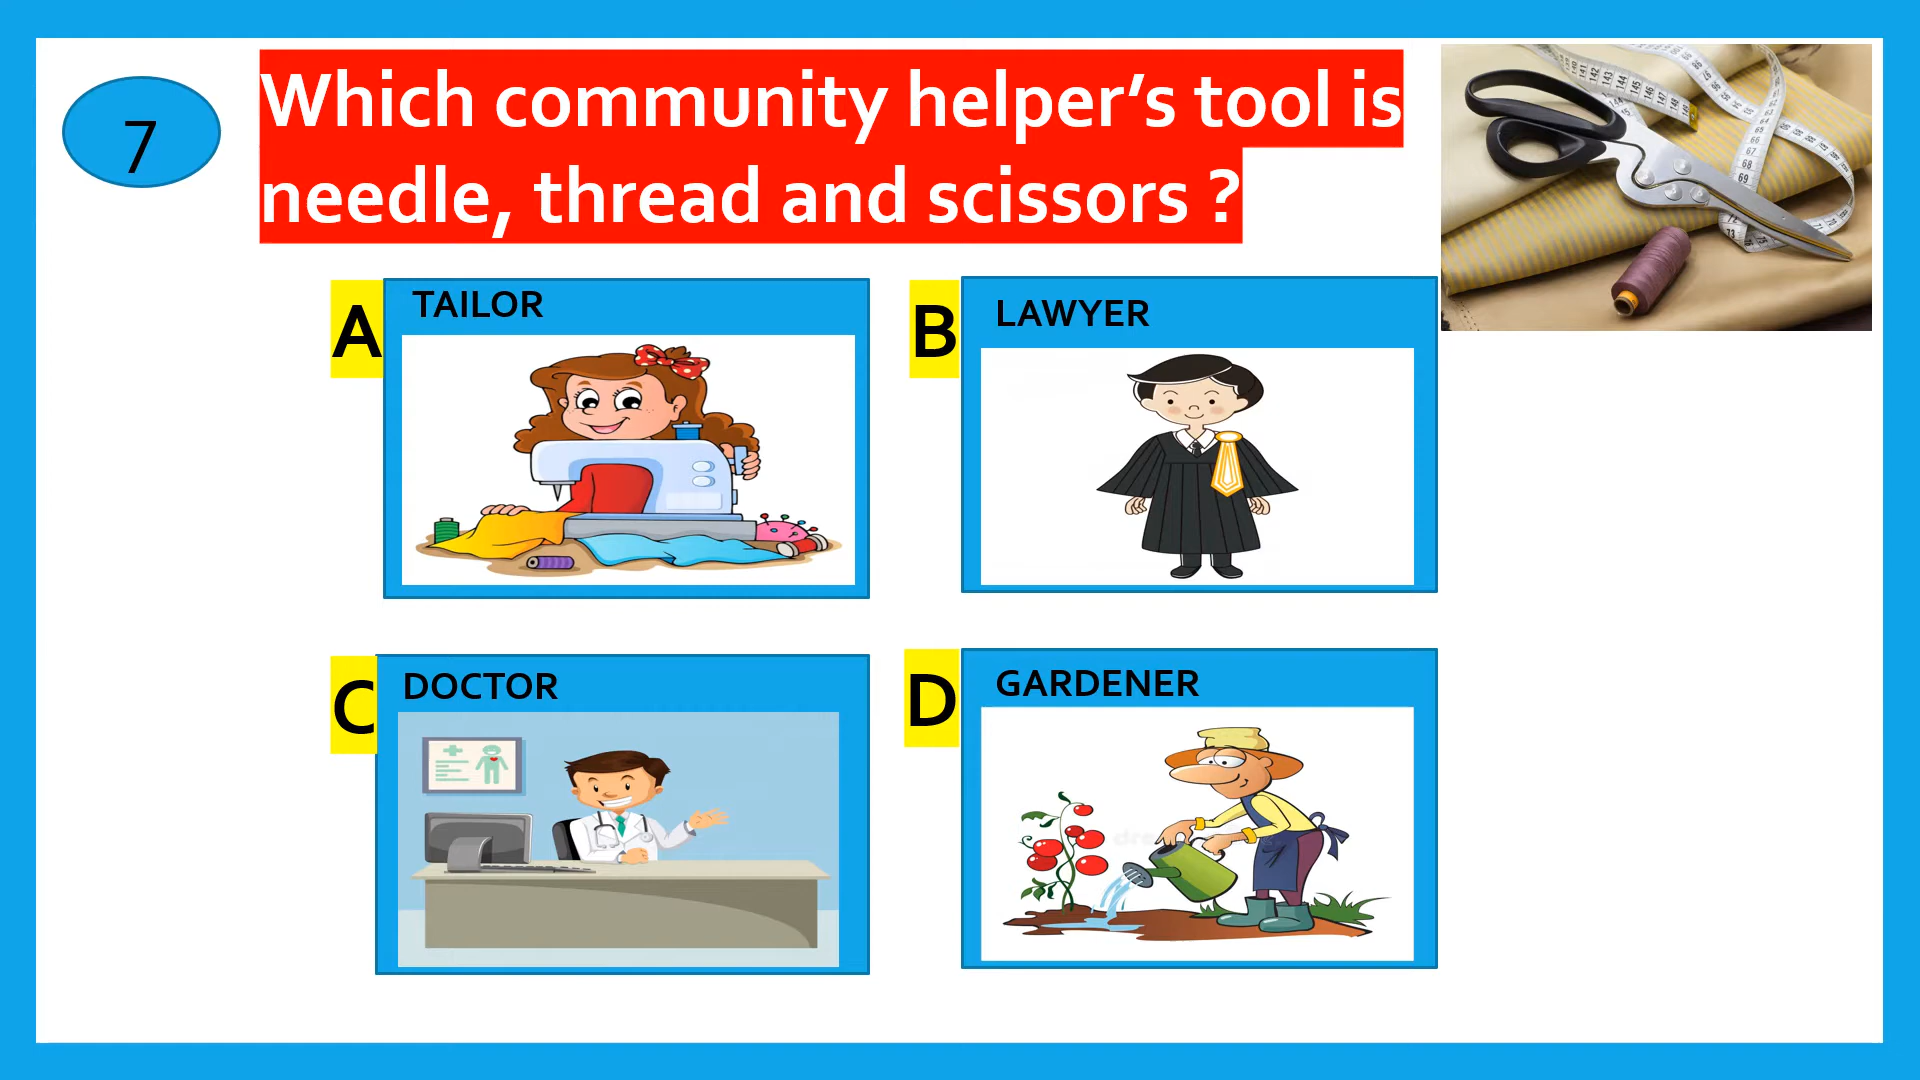 7
Which community helper’s tool is
needle, thread and scissors ?
A
TAILOR
B
LAWYER
C
DOCTOR
D
GARDENER